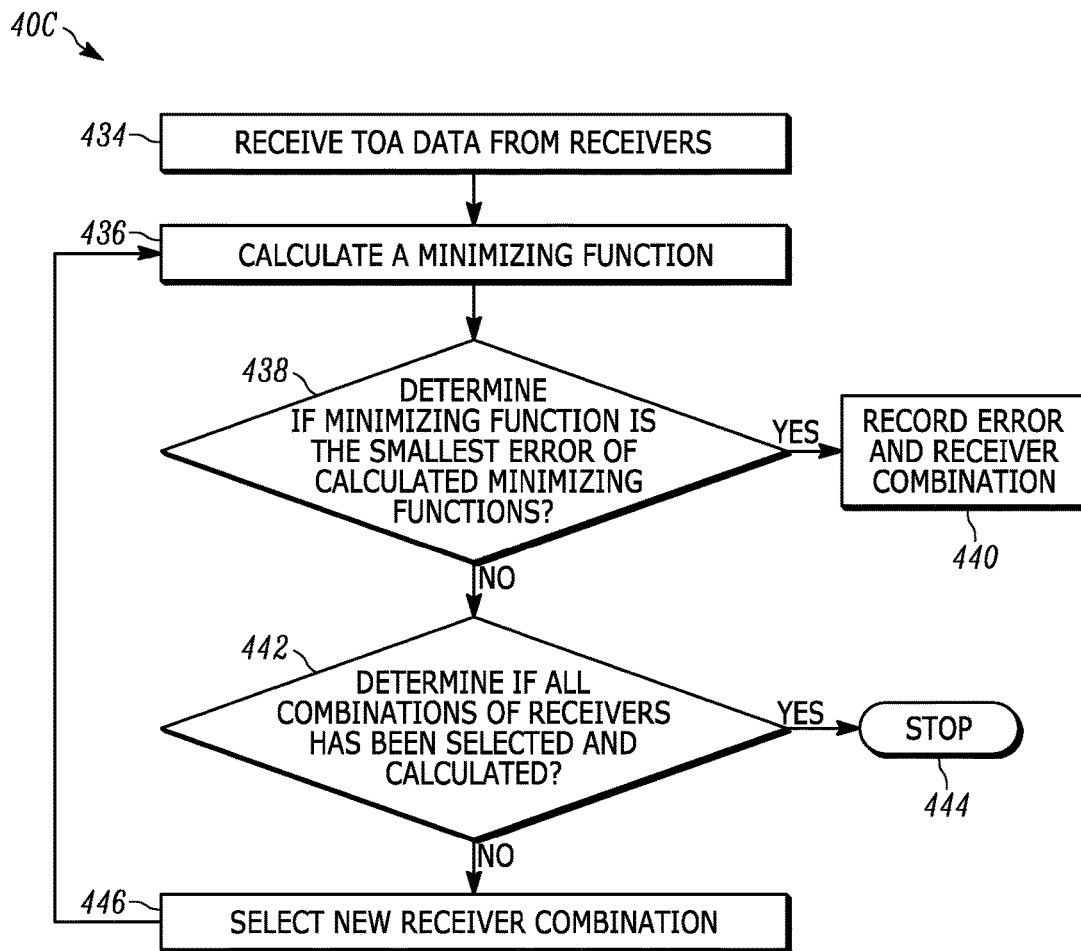 40C
434
RECEIVE TOA DATA FROM RECEIVERS
436
CALCULATE A MINIMIZING FUNCTION
438
DETERMINE
IF MINIMIZING FUNCTION IS
THE SMALLEST ERROR OF
CALCULATED MINIMIZING
FUNCTIONS?
YES
RECORD ERROR
AND RECEIVER
COMBINATION
440
NO
442
DETERMINE IF ALL
COMBINATIONS OF RECEIVERS
HAS BEEN SELECTED AND
CALCULATED?
YES
STOP
444
NO
446
SELECT NEW RECEIVER COMBINATION